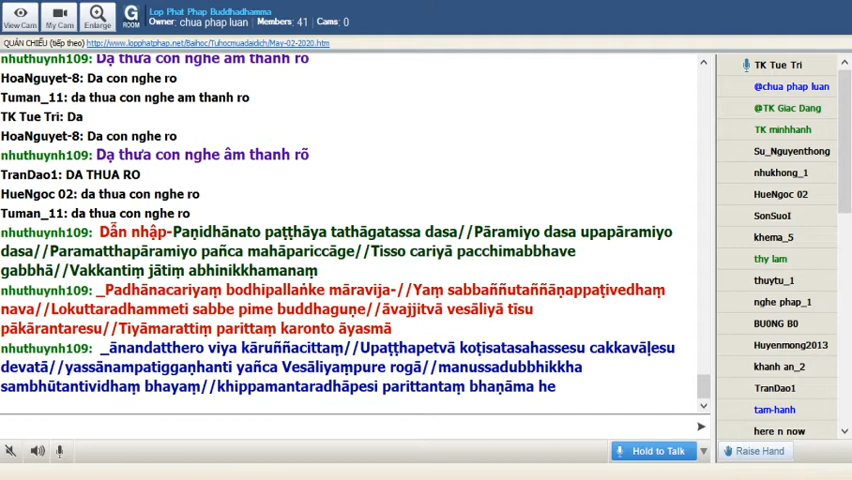 Lop Phat Phap Buddhadhamma
Owner: chua phap luan Members: 41 Cams: 0
View Cam
My Cam
Enlarge
G
ROOM
QUÁN CHIẾU (tiếp theo) http://www.lopphatphap.net/Baihoc/Tuhocmuadaidich/May-02-2020.htm
nhuthuynh109: Dạ thưa con nghe âm thanh rõ
HoaNguyet-8: Da con nghe ro
Tuman_11: da thua con nghe am thanh ro
TK Tue Tri: Da
HoaNguyet-8: Da con nghe ro
nhuthuynh109: Dạ thưa con nghe âm thanh rõ
TranDao1: DA THUA RO
HueNgoc 02: da thua con nghe ro
Tuman_11: da thua con nghe ro
nhuthuynh109: Dẫn nhập-Paṇidhānato paṭṭhāya tathāgatassa dasa//Pāramiyo dasa upapāramiyo
dasa//Paramatthapāramiyo pañca mahāpariccāge//Tisso cariyā pacchimabbhave
gabbhā//Vakkantiṃ jātiṃ abhinikkhamanaṃ
nhuthuynh109: _Padhānacariyaṃ bodhipallaṅke māravija-//Yaṃ sabbaññutaññāṇappaṭivedhaṃ
nava//Lokuttaradhammeti sabbe pime buddhaguṇe//āvajjitvā vesāliyā tīsu
pākārantaresu//Tiyāmarattiṃ parittaṃ karonto āyasmā
nhuthuynh109: _ānandatthero viya kāruññacittaṃ//Upaṭṭhapetvā koṭisatasahassesu cakkavāḷesu
devatā//yassānampatiggaṇhanti yañca Vesāliyaṃpure rogā//manussadubbhikkha
sambhūtantividhaṃ bhayaṃ//khippamantaradhāpesi parittantaṃ bhaṇāma he
Hold to Talk
Raise Hand
TK Tue Tri
@chua phap luan
@TK Giac Dang
TK minhhanh
Su_Nguyenthong
nhukhong_1
HueNgoc 02
SonSuoI
khema_5
thy lam
thuytu_1
nghe phap_1
BU0NG B0
Huyenmong2013
khanh an_2
TranDao1
tam-hanh
here n now